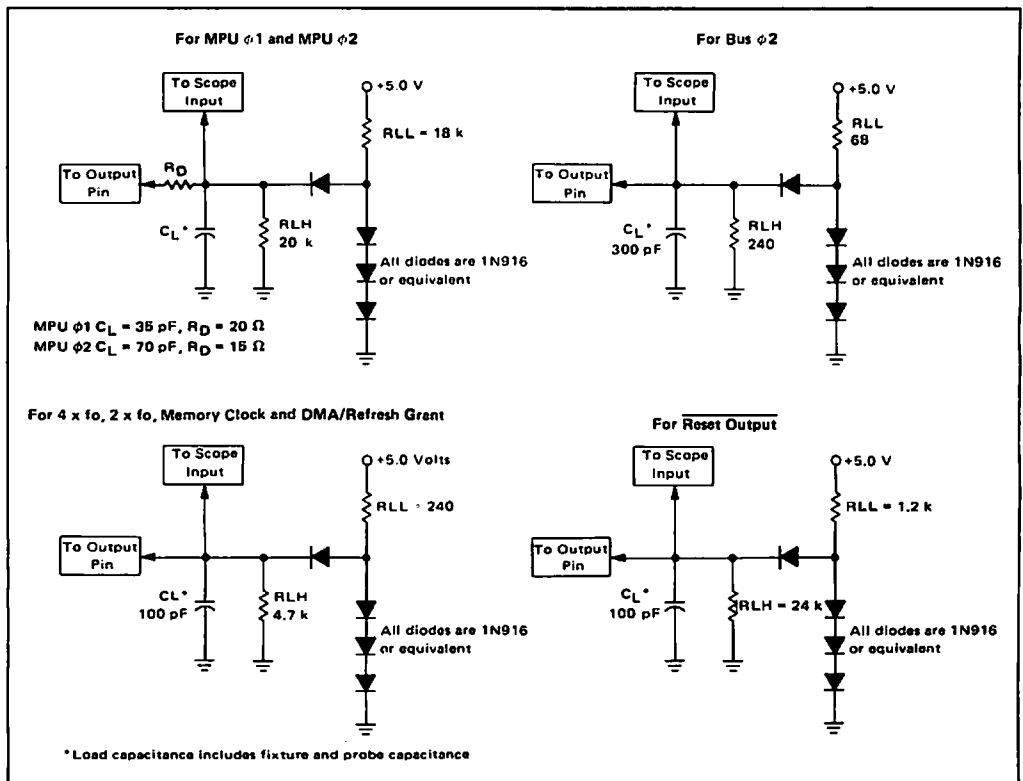 For MPU ϕ1 and MPU ϕ2
To Scope
Input
+5.0 V
RLL = 18 k
To Output
Pin
RD
CL*
RLH
20 k
All diodes are 1N916
or equivalent
MPU ϕ1 CL = 35 pF, RD = 20 Ω
MPU ϕ2 CL = 70 pF, RD = 15 Ω
For Bus ϕ2
To Scope
Input
+5.0 V
RLL
68
To Output
Pin
CL*
300 pF
RLH
240
All diodes are 1N916
or equivalent
For 4 x fo, 2 x fo, Memory Clock and DMA/Refresh Grant
To Scope
Input
+5.0 Volts
RLL = 240
To Output
Pin
CL*
100 pF
RLH
4.7 k
All diodes are 1N916
or equivalent
For Reset Output
To Scope
Input
+5.0 V
RLL = 1.2 k
To Output
Pin
CL*
100 pF
RLH = 24 k
All diodes are 1N916
or equivalent
*Load capacitance includes fixture and probe capacitance